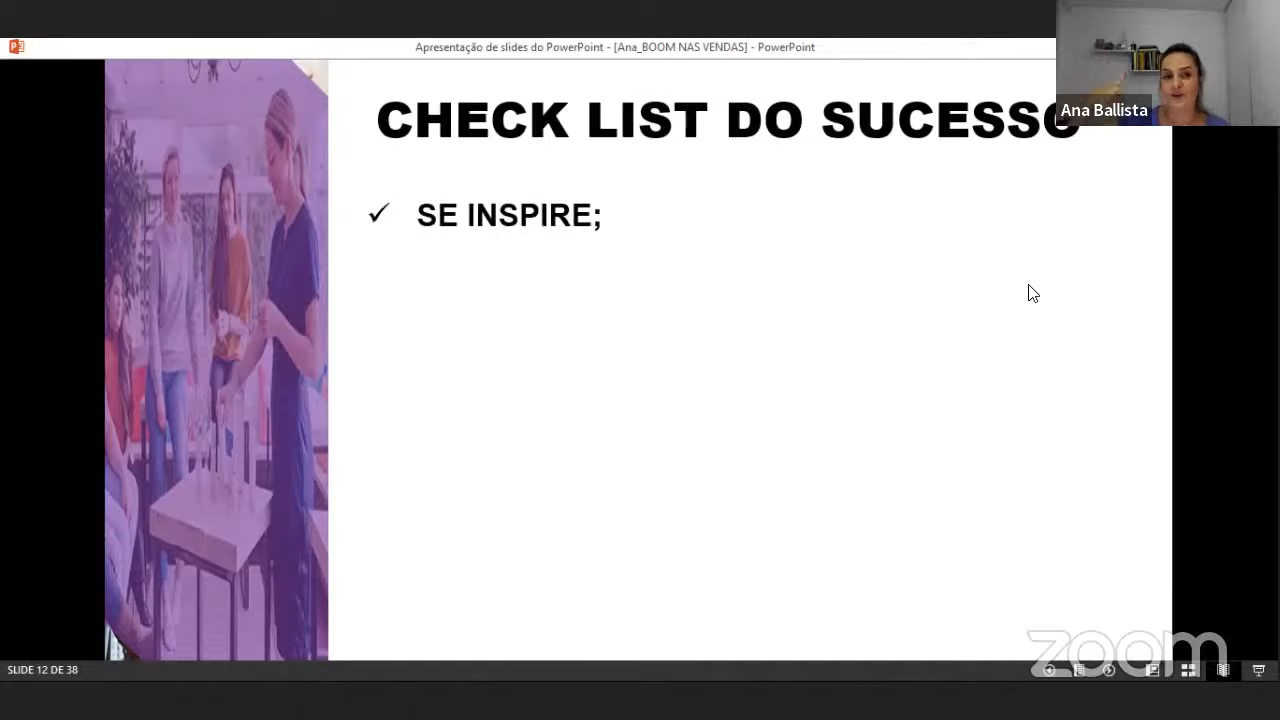 Apresentação de slides do PowerPoint - [Ana_BOOM NAS VENDAS] - PowerPoint
Ana Ballista
CHECK LIST DO SUCESSO
✓ SE INSPIRE;
zoom
SLIDE 12 DE 38